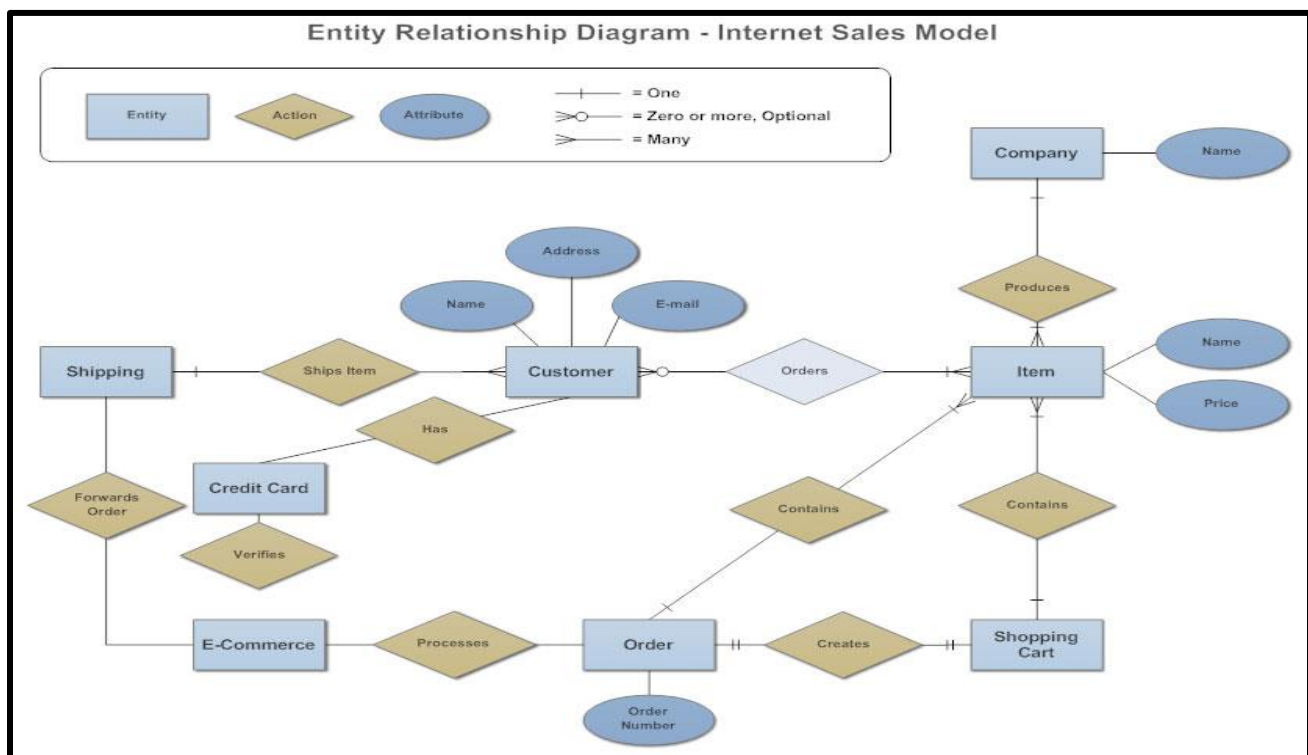 Entity Relationship Diagram - Internet Sales Model
Entity
Action
Attribute
= One
= Zero or more, Optional
= Many
Company
Name
Address
Name
E-mail
Produces
Shipping
Ships Item
Customer
Orders
Item
Name
Price
Has
Credit Card
Forwards
Order
Verifies
Contains
Contains
E-Commerce
Processes
Order
Creates
Shopping
Cart
Order
Number